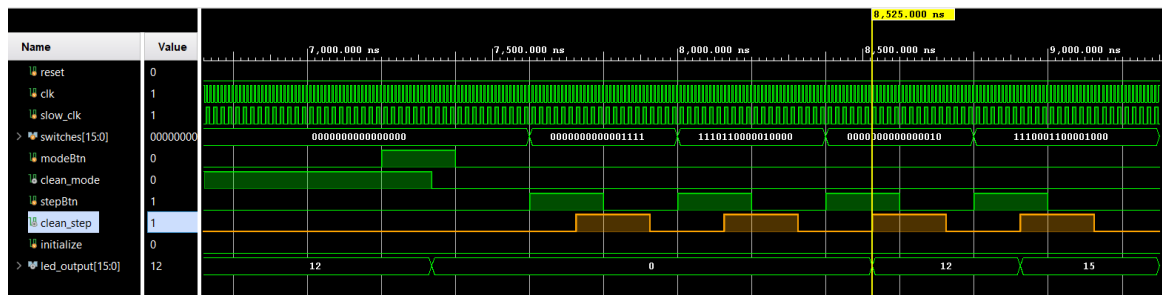 8,525.000 ns
Name Value
7,000.000 ns 7,500.000 ns 8,000.000 ns 8,500.000 ns 9,000.000 ns
reset 0
clk 1
slow_clk 1
switches[15:0] 00000000 0000000000000000 0000000000001111 1110110000010000 0000000000000010 1110001100001000
modeBtn 0
clean_mode 0
stepBtn 1
clean_step 1
initialize 0
led_output[15:0] 12 12 0 12 15